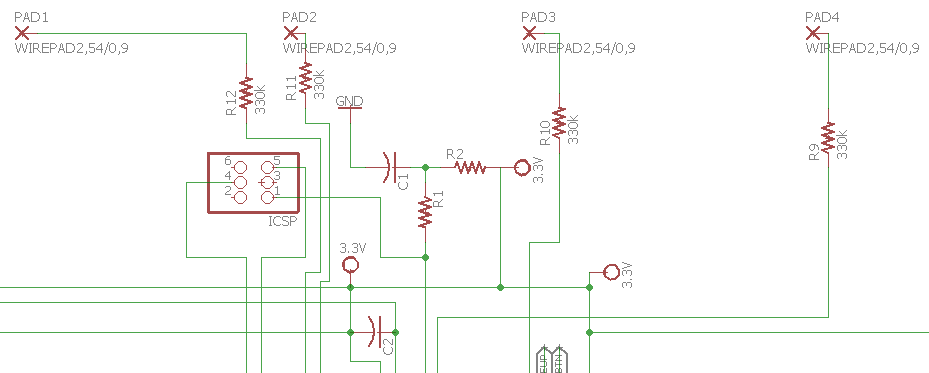 PAD1
PAD2
PAD3
PAD4
WIREPAD2,54/0,9
WIREPAD2,54/0,9
WIREPAD2,54/0,9
WIREPAD2,54/0,9
R12
330K
R11
330K
GND
R10
330K
R9
330K
6
5
4
3
2
1
ICSP
C1
R2
3.3V
R1
3.3V
3.3V
C2
BTN